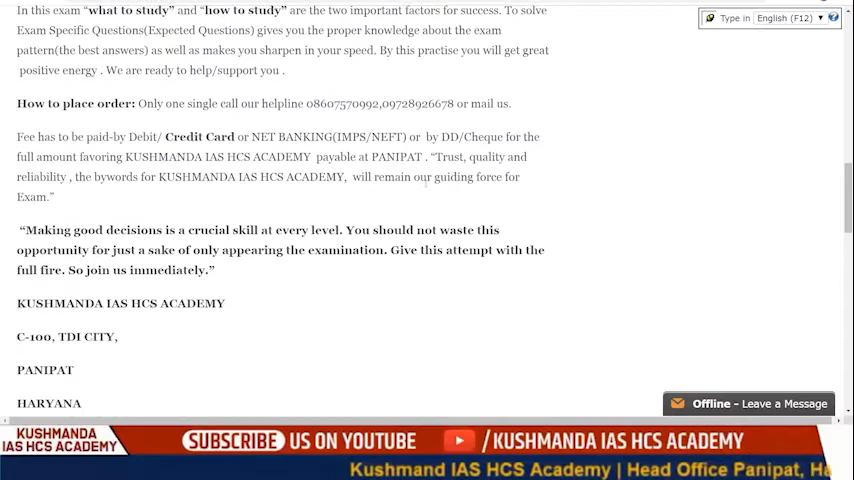 In this exam “what to study” and “how to study” are the two important factors for success. To solve
Exam Specific Questions(Expected Questions) gives you the proper knowledge about the exam
pattern(the best answers) as well as makes you sharpen in your speed. By this practise you will get great
positive energy . We are ready to help/support you .
How to place order: Only one single call our helpline 08607570992,09728926678 or mail us.
Fee has to be paid-by Debit/ Credit Card or NET BANKING(IMPS/NEFT) or by DD/Cheque for the
full amount favoring KUSHMANDA IAS HCS ACADEMY payable at PANIPAT . “Trust, quality and
reliability , the bywords for KUSHMANDA IAS HCS ACADEMY, will remain our guiding force for
Exam.”
“Making good decisions is a crucial skill at every level. You should not waste this
opportunity for just a sake of only appearing the examination. Give this attempt with the
full fire. So join us immediately.”
KUSHMANDA IAS HCS ACADEMY
C-100, TDI CITY,
PANIPAT
HARYANA
Type in English (F12)
Offline - Leave a Message
KUSHMANDA
IAS HCS ACADEMY
SUBSCRIBE US ON YOUTUBE /KUSHMANDA IAS HCS ACADEMY
Kushmand IAS HCS Academy | Head Office Panipat, Ha